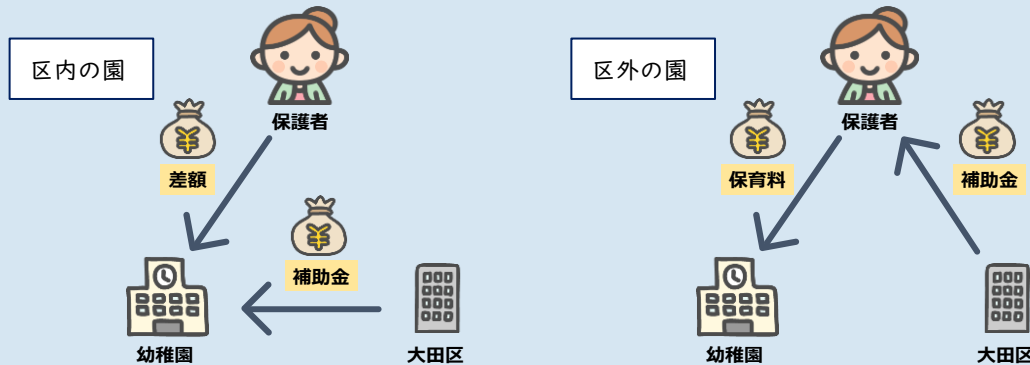 区内の園
保護者
差額
補助金
幼稚園
大田区
区外の園
保護者
保育料
補助金
幼稚園
大田区